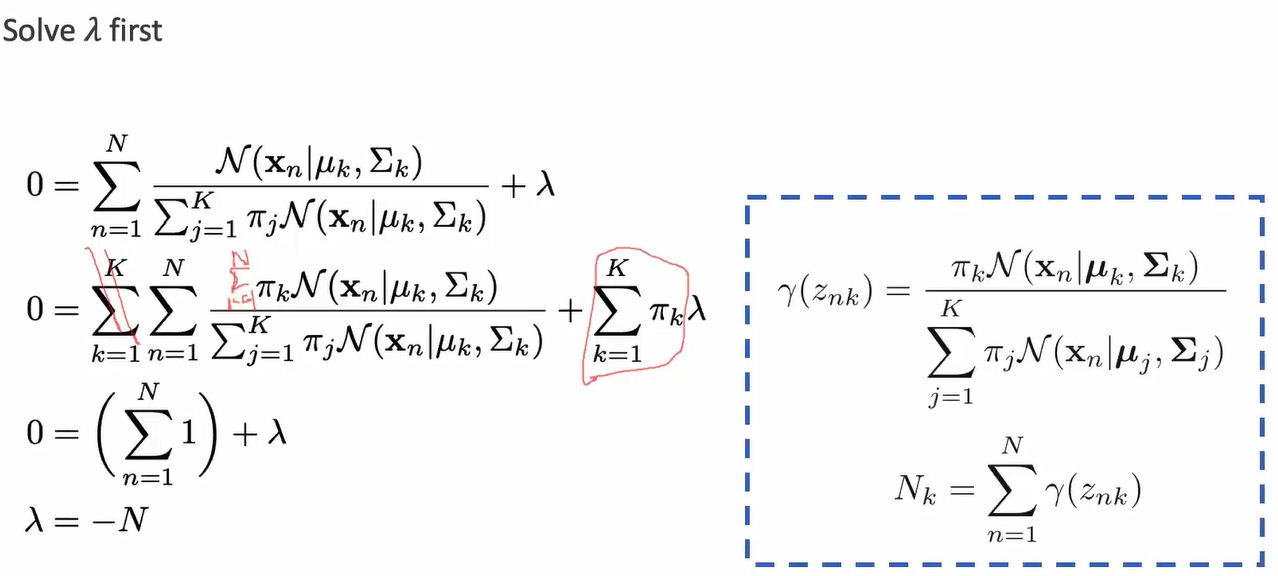 Solve λ first
0 = \sum_{n=1}^{N} \frac{\mathcal{N}(\mathbf{x}_n|\mu_k, \Sigma_k)}{\sum_{j=1}^{K} \pi_j \mathcal{N}(\mathbf{x}_n|\mu_k, \Sigma_k)} + \lambda
0 = \sum_{k=1}^{K} \sum_{n=1}^{N} \frac{\pi_k \mathcal{N}(\mathbf{x}_n|\mu_k, \Sigma_k)}{\sum_{j=1}^{K} \pi_j \mathcal{N}(\mathbf{x}_n|\mu_k, \Sigma_k)} + \sum_{k=1}^{K} \pi_k \lambda
0 = \left( \sum_{n=1}^{N} 1 \right) + \lambda
\lambda = -N
\gamma(z_{nk}) = \frac{\pi_k \mathcal{N}(\mathbf{x}_n|\boldsymbol{\mu}_k, \boldsymbol{\Sigma}_k)}{\sum_{j=1}^{K} \pi_j \mathcal{N}(\mathbf{x}_n|\boldsymbol{\mu}_j, \boldsymbol{\Sigma}_j)}
N_k = \sum_{n=1}^{N} \gamma(z_{nk})